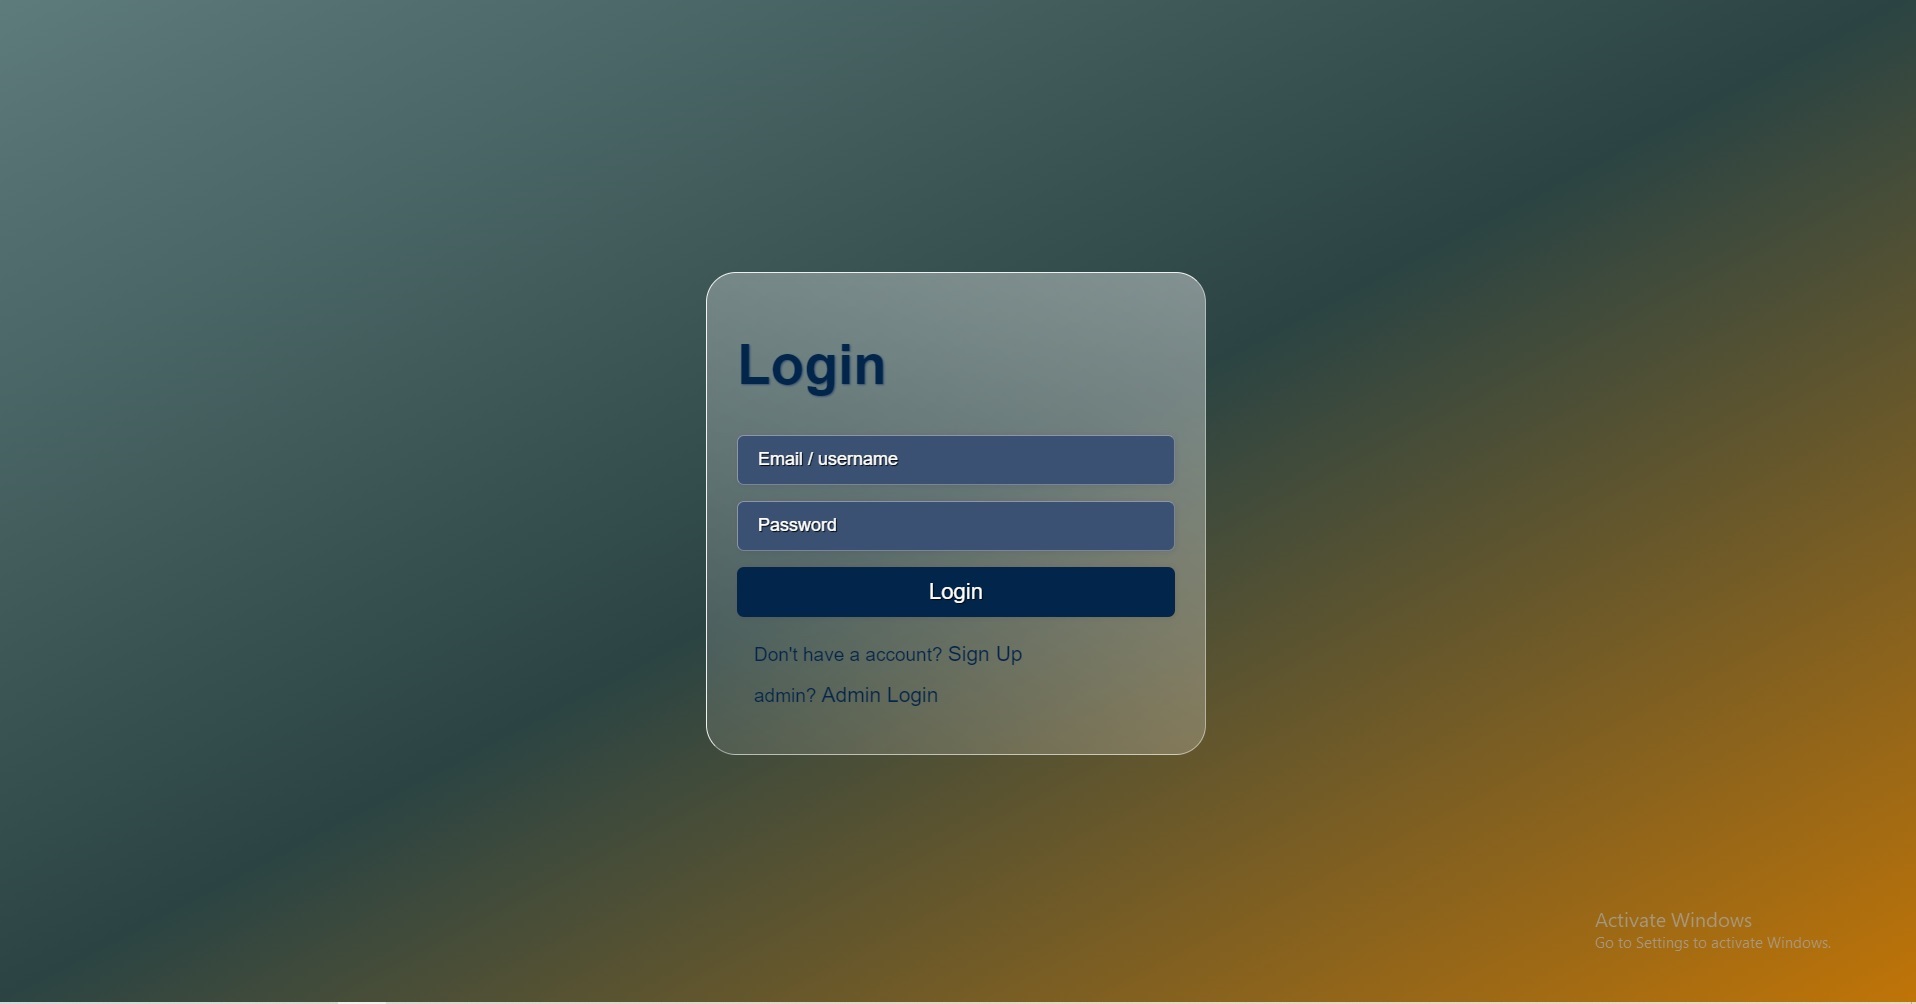 Login
Email / username
Password
Login
Don't have a account? Sign Up
admin? Admin Login
Activate Windows
Go to Settings to activate Windows.